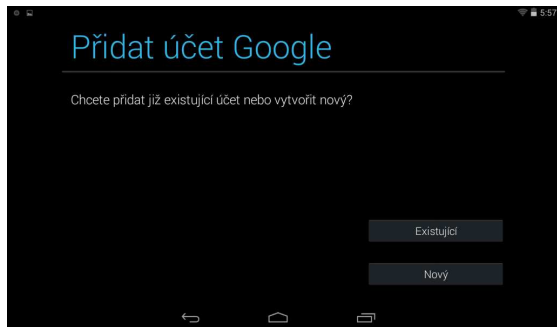 5:57
Přidat účet Google
Chcete přidat již existující účet nebo vytvořit nový?
Existující
Nový